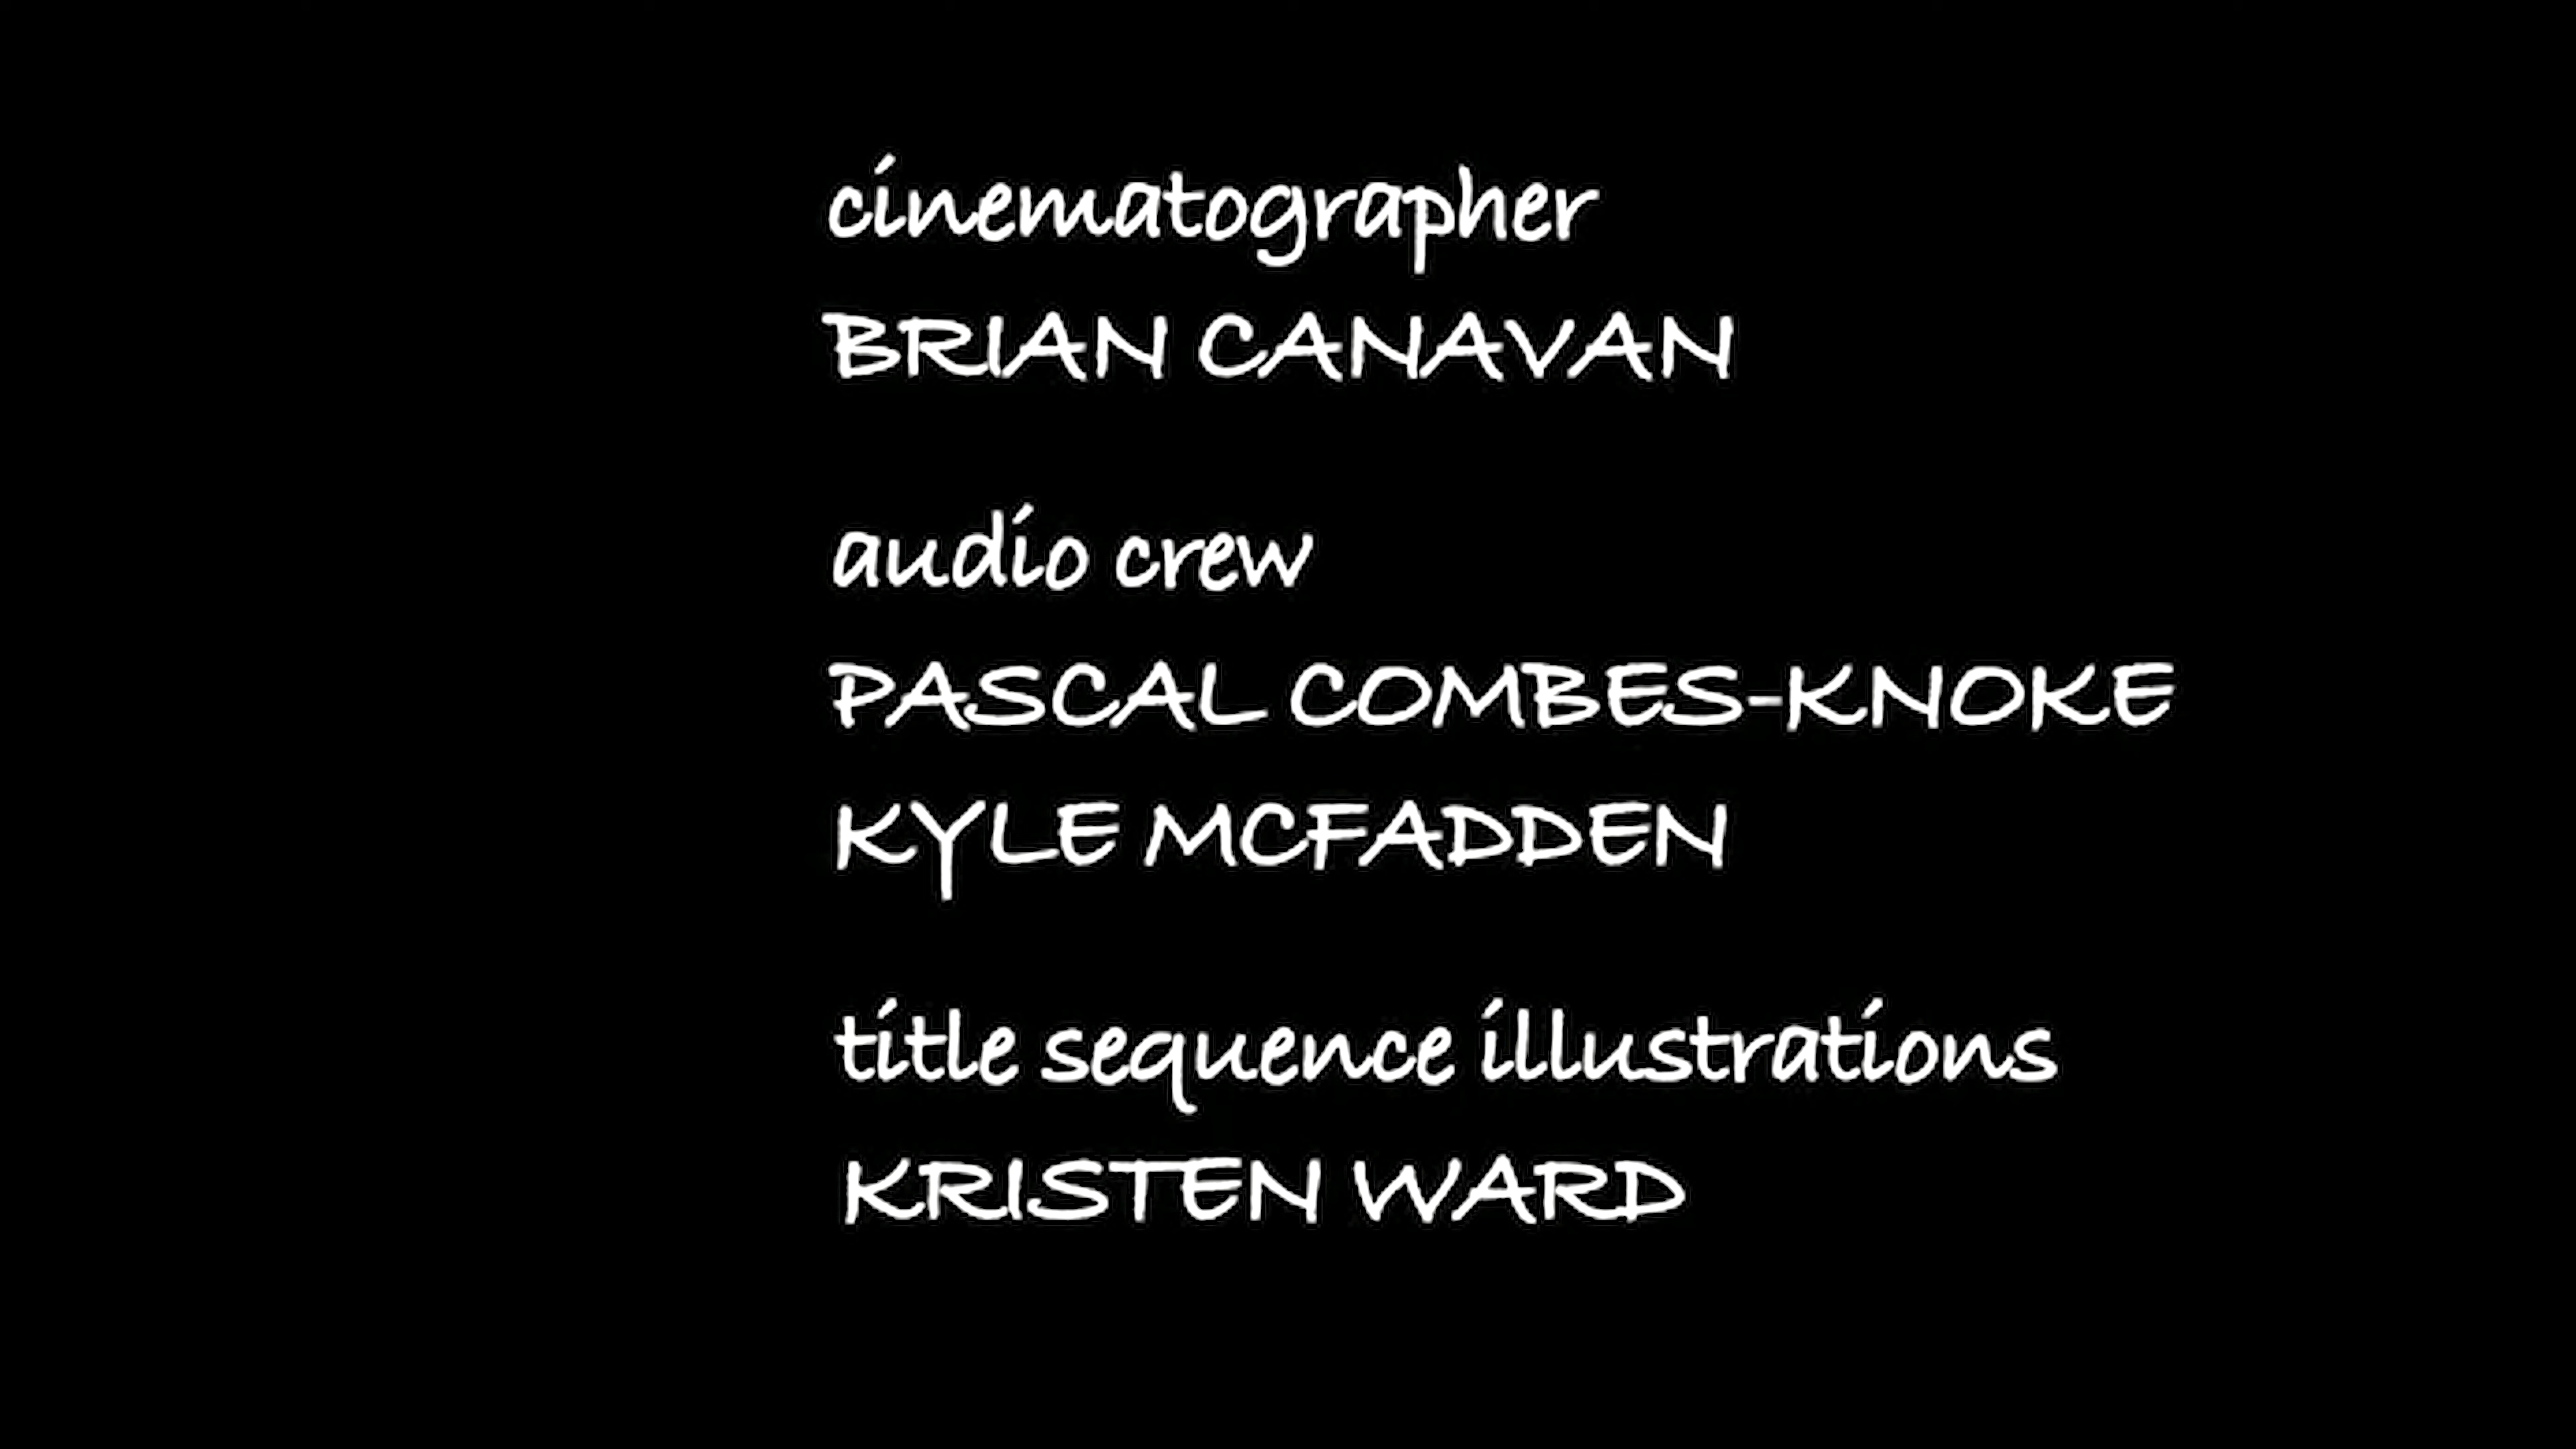 cinematographer
BRIAN CANAVAN
audio crew
PASCAL COMBES-KNOKE
KYLE MCFADDEN
title sequence illustrations
KRISTEN WARD